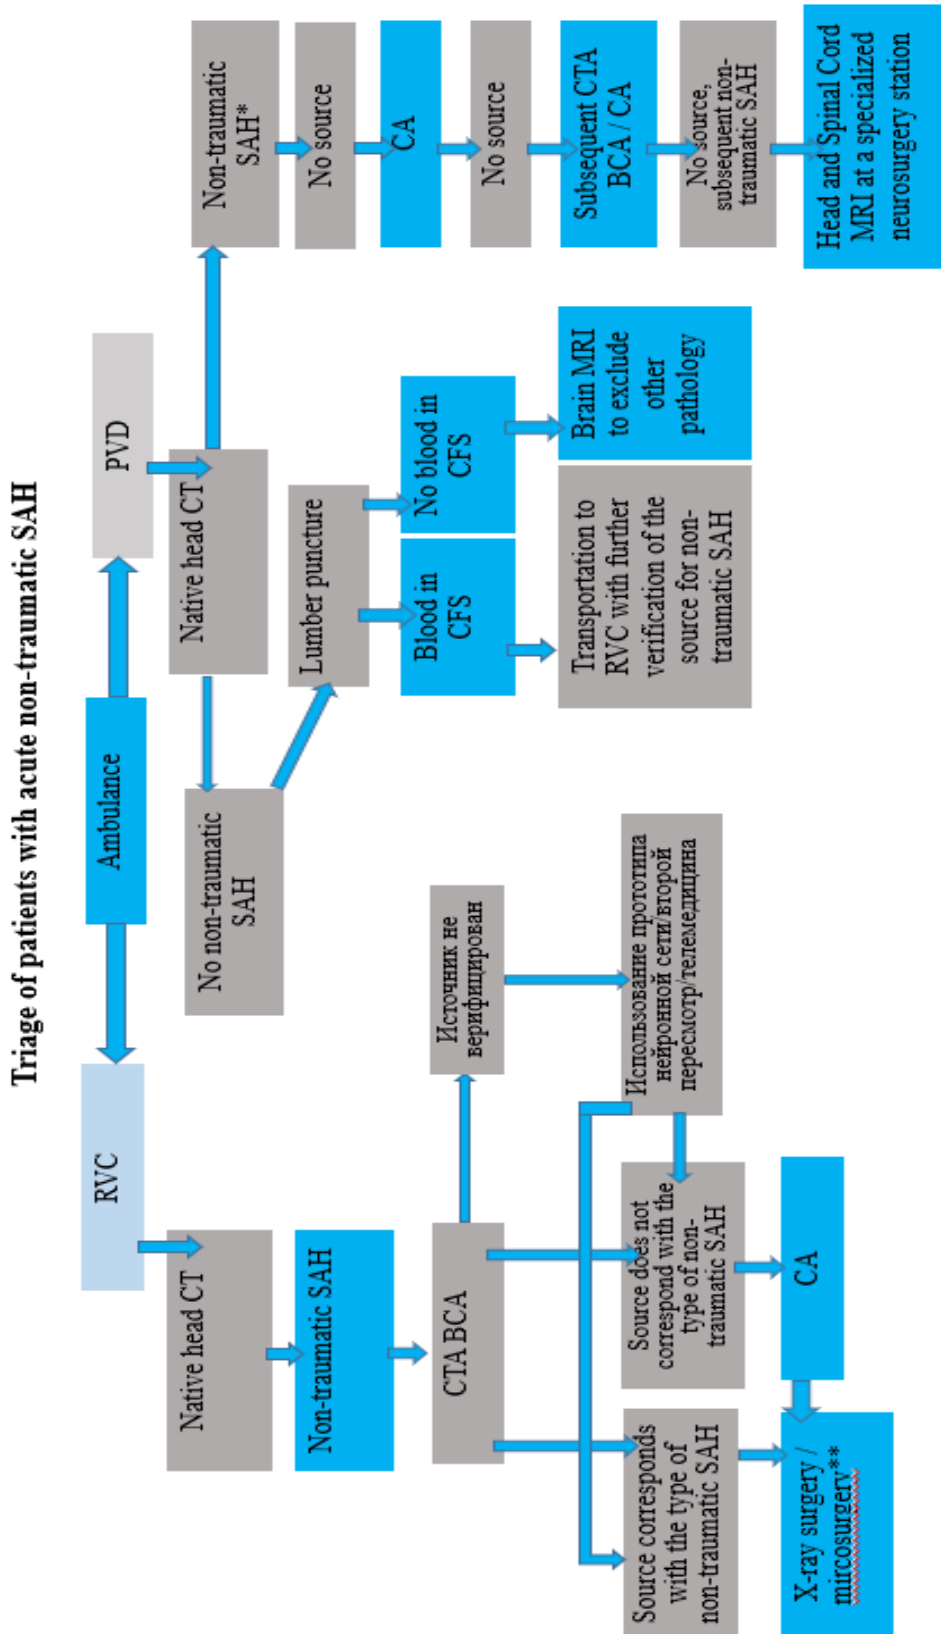 Triage of patients with acute non-traumatic SAH
RVC
Ambulance
PVD
Native head CT
Non-traumatic SAH
CTA BCA
Source corresponds
with the type of
non-traumatic SAH
Source does not
correspond with the
type of non-
traumatic SAH
X-ray surgery /
mircosurgery**
CA
Источник не
верифицирован
Использование прототипа
нейронной сети/второй
пересмотр/телемедицина
No non-traumatic
SAH
Native head CT
Lumber puncture
Blood in
CFS
No blood in
CFS
Transportation to
RVC with further
verification of the
source for non-
traumatic SAH
Brain MRI
to exclude
other
pathology
Non-traumatic
SAH*
No source
CA
No source
Subsequent CTA
BCA / CA
No source,
subsequent non-
traumatic SAH
Head and Spinal Cord
MRI at a specialized
neurosurgery station